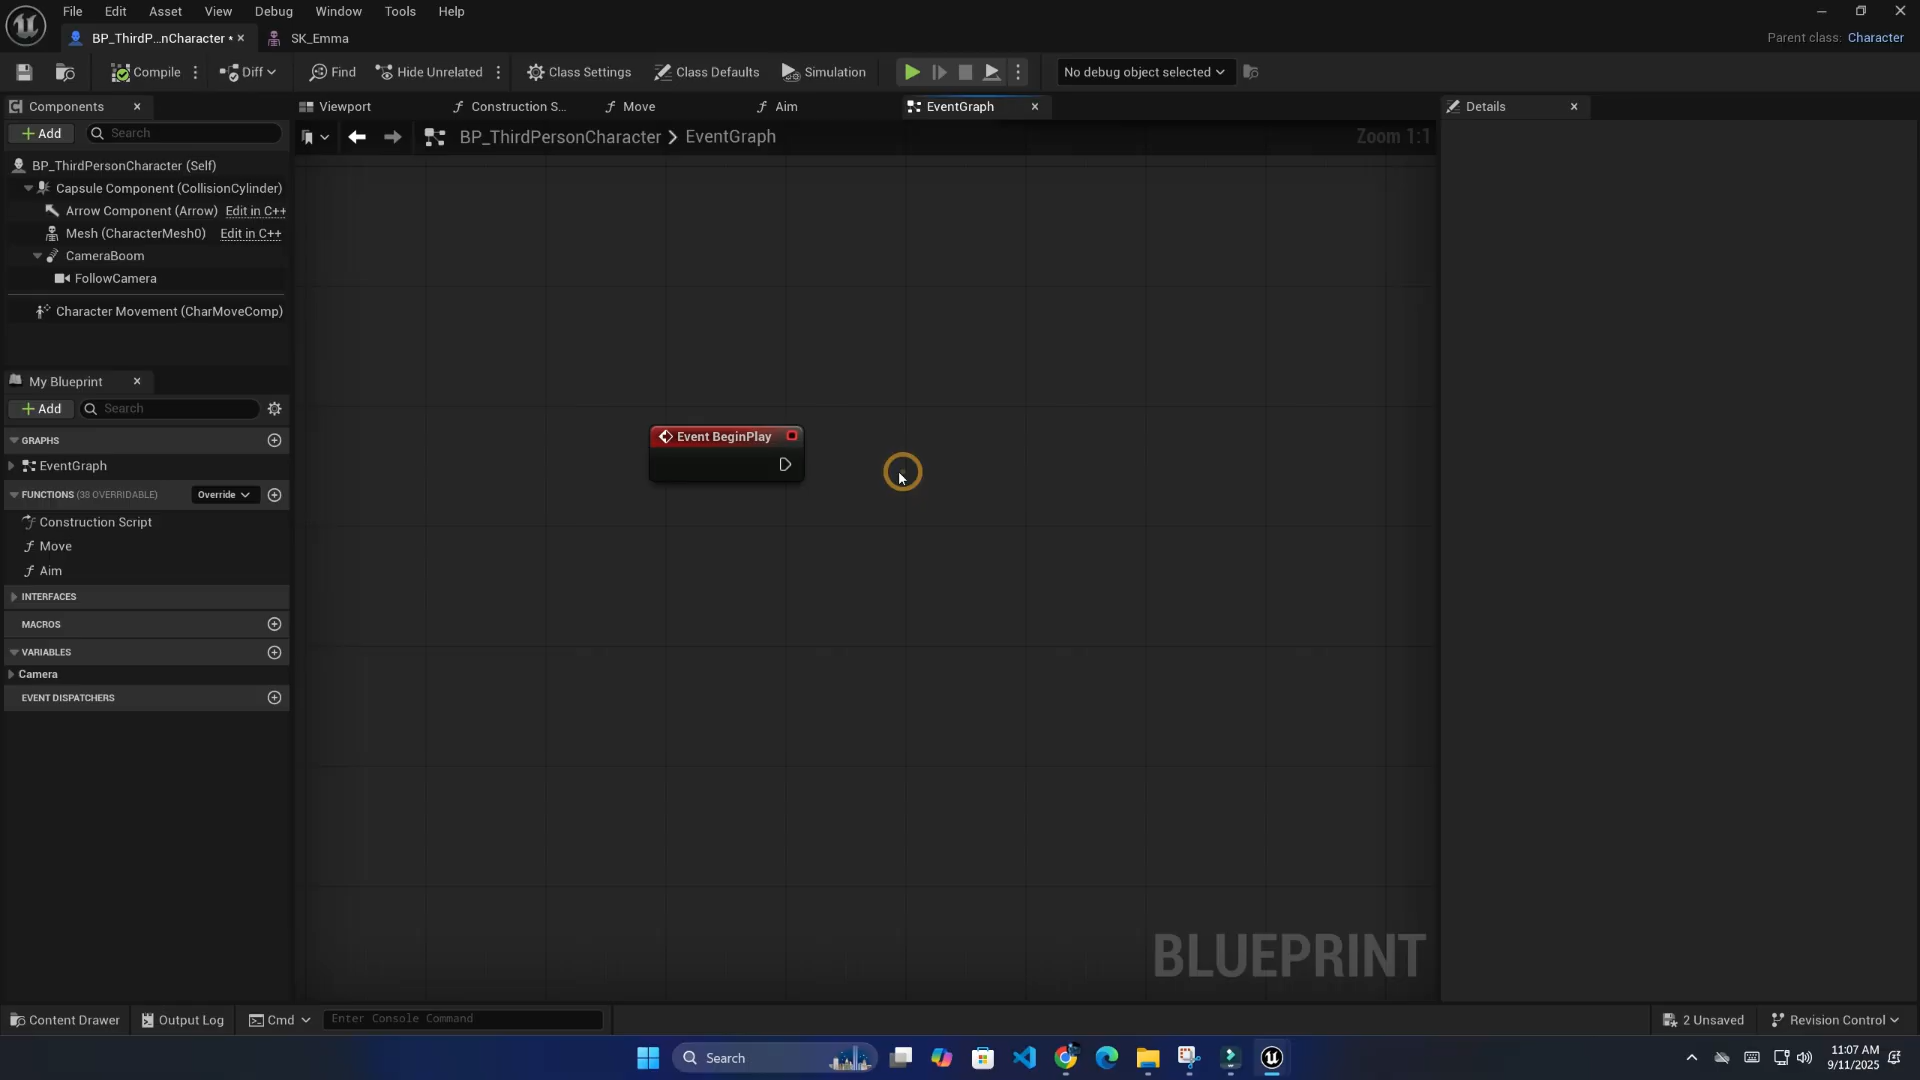 File Edit Asset View Debug Window Tools Help
BP_ThirdP...nCharacter • × SK_Emma
Parent class: Character
Compile Diff Find Hide Unrelated Class Settings Class Defaults Simulation No debug object selected
Components × Viewport Construction S... Move Aim EventGraph × Details ×
+ Add Search
BP_ThirdPersonCharacter > EventGraph
Zoom 1:1
BP_ThirdPersonCharacter (Self)
Capsule Component (CollisionCylinder)
Arrow Component (Arrow) Edit in C++
Mesh (CharacterMesh0) Edit in C++
CameraBoom
FollowCamera
Character Movement (CharMoveComp)
My Blueprint ×
+ Add Search
GRAPHS
EventGraph
FUNCTIONS (38 OVERRIDABLE) Override
Construction Script
Move
Aim
INTERFACES
MACROS
VARIABLES
Camera
EVENT DISPATCHERS
Event BeginPlay
BLUEPRINT
Content Drawer Output Log Cmd Enter Console Command 2 Unsaved Revision Control
Search
11:07 AM
9/11/2025